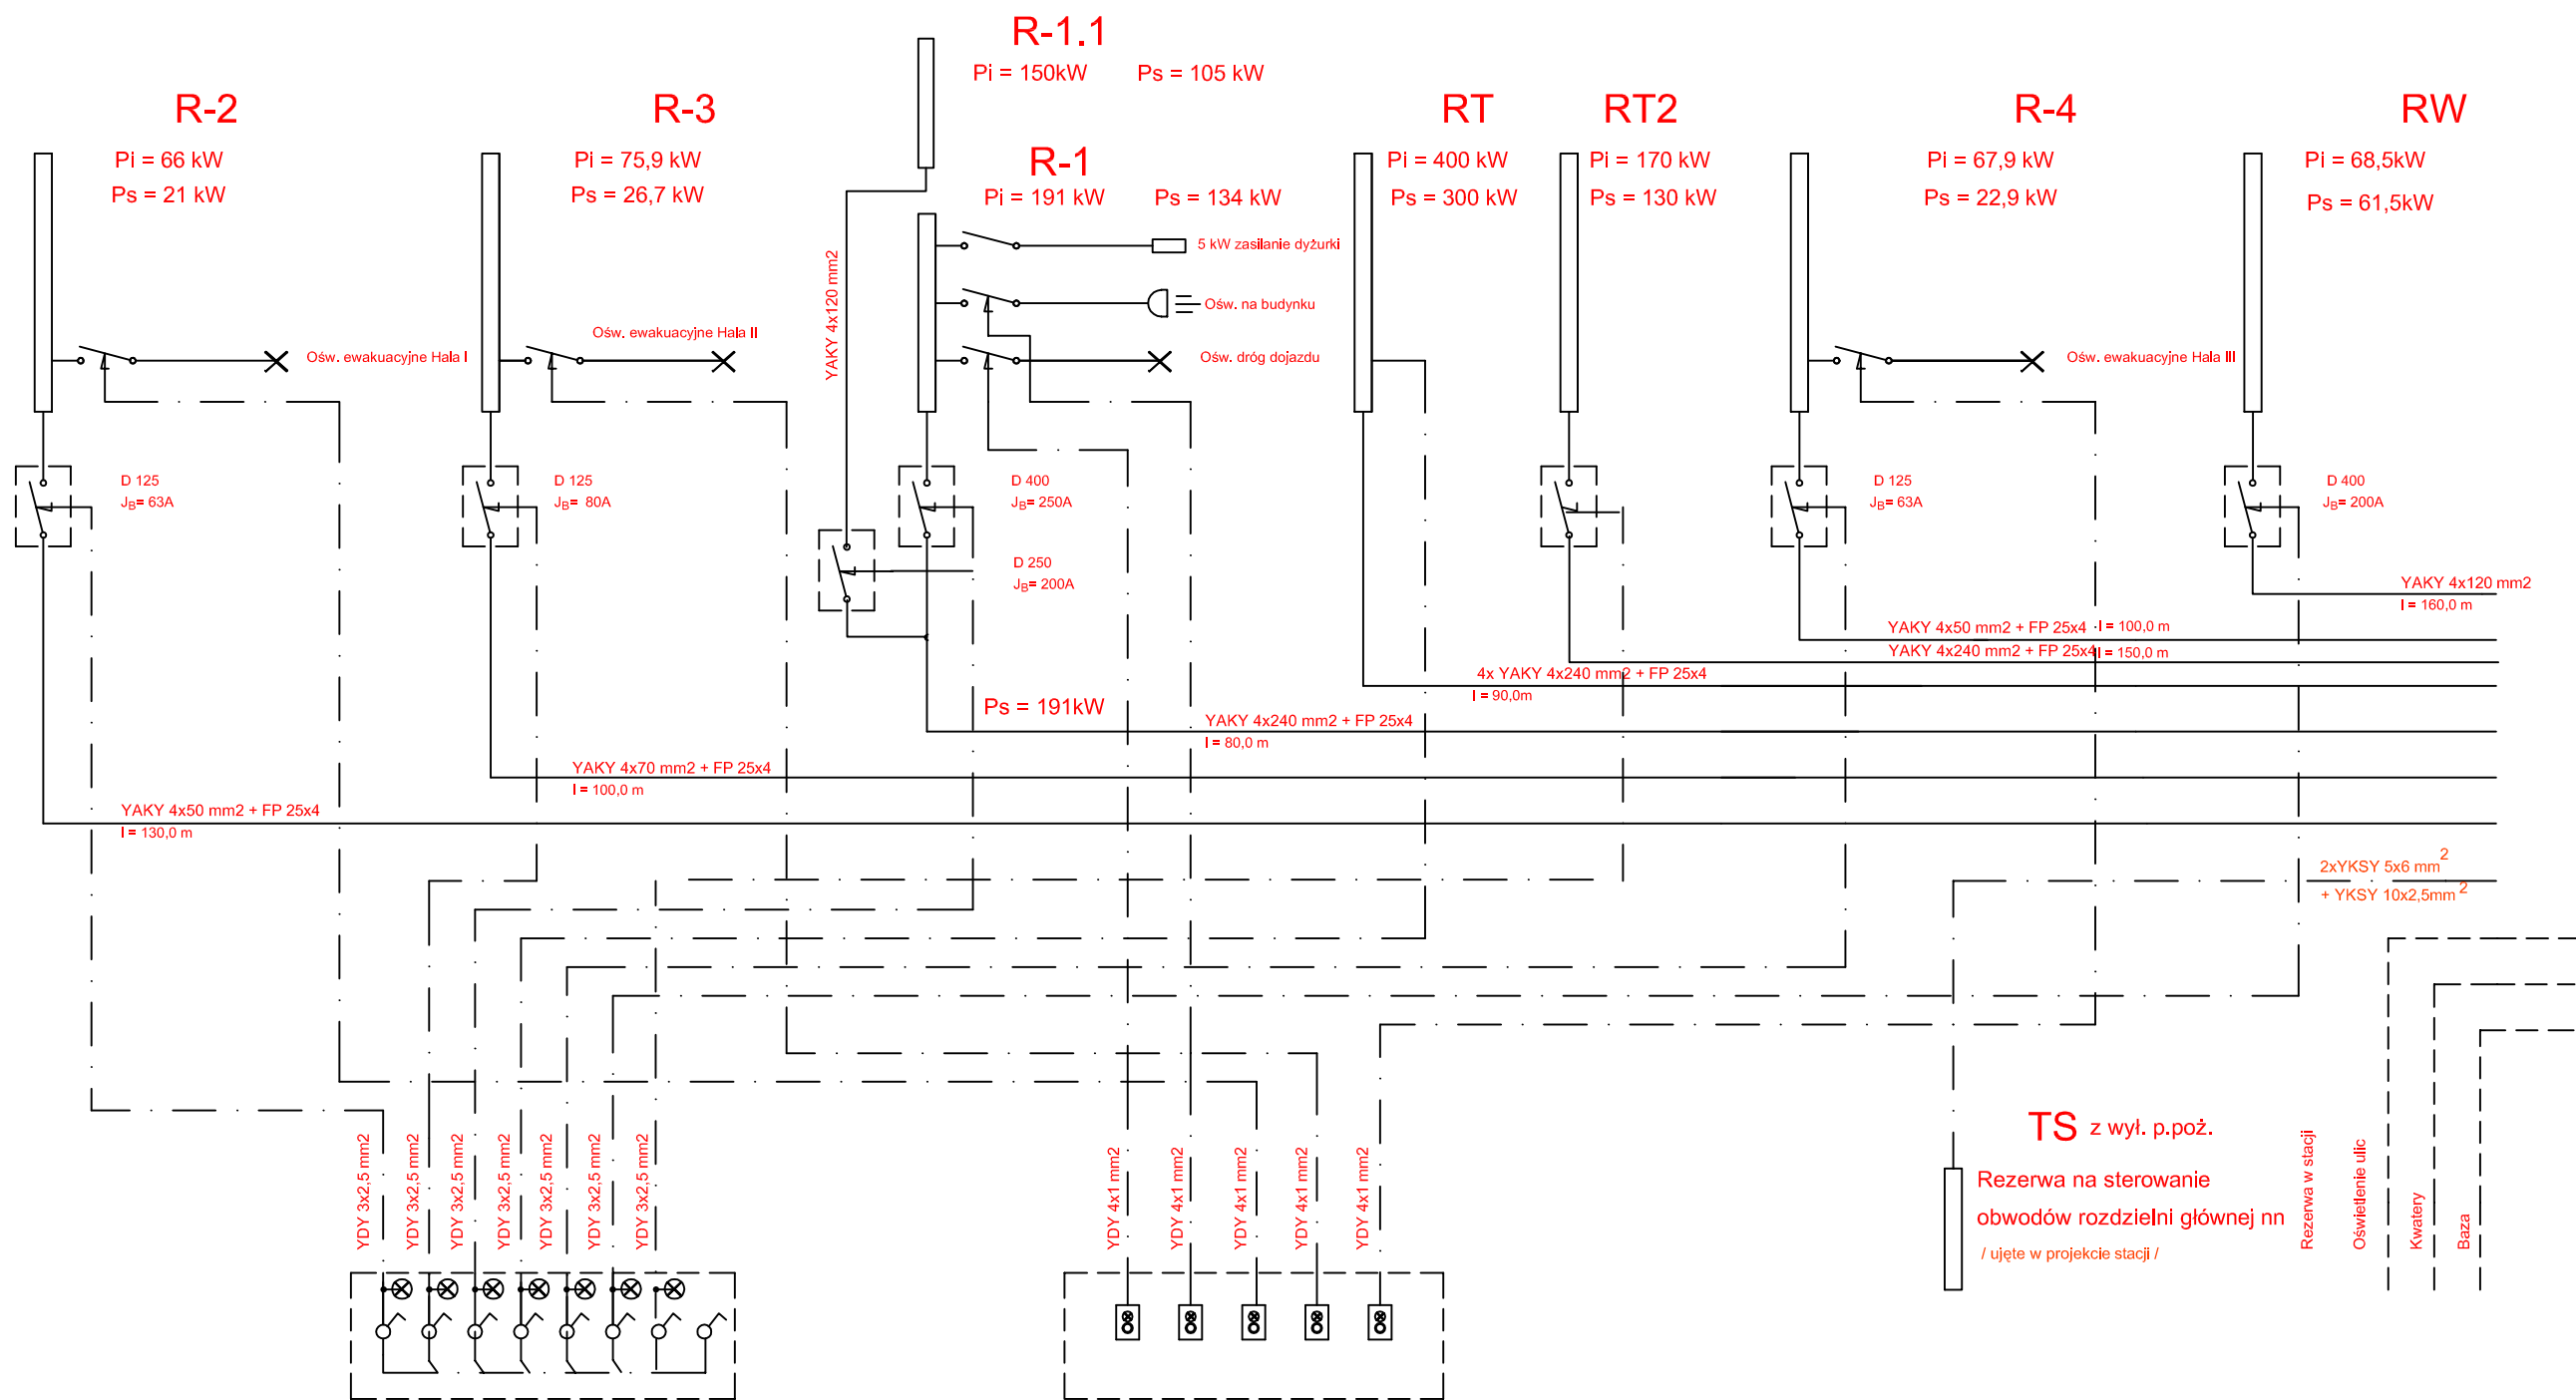 R-1.1
Pi = 150kW Ps = 105 kW
R-2
Pi = 66 kW
Ps = 21 kW
R-3
Pi = 75,9 kW
Ps = 26,7 kW
R-1
Pi = 191 kW Ps = 134 kW
RT
Pi = 400 kW
Ps = 300 kW
RT2
Pi = 170 kW
Ps = 130 kW
R-4
Pi = 67,9 kW
Ps = 22,9 kW
RW
Pi = 68,5kW
Ps = 61,5kW
5 kW zasilanie dyżurki
Ośw. na budynku
Ośw. dróg dojazdu
Ośw. ewakuacyjne Hala I
Ośw. ewakuacyjne Hala II
Ośw. ewakuacyjne Hala III
YAKY 4x120 mm2
D 125
JB= 63A
D 125
JB= 80A
D 400
JB= 250A
D 250
JB= 200A
D 125
JB= 63A
D 400
JB= 200A
YAKY 4x120 mm2
l = 160,0 m
YAKY 4x50 mm2 + FP 25x4 l = 100,0 m
YAKY 4x240 mm2 + FP 25x4 l = 150,0 m
4x YAKY 4x240 mm2 + FP 25x4
l = 90,0m
Ps = 191kW
YAKY 4x240 mm2 + FP 25x4
l = 80,0 m
YAKY 4x70 mm2 + FP 25x4
l = 100,0 m
YAKY 4x50 mm2 + FP 25x4
l = 130,0 m
2xYKSY 5x6 mm2
+ YKSY 10x2,5mm2
YDY 3x2,5 mm2
YDY 3x2,5 mm2
YDY 3x2,5 mm2
YDY 3x2,5 mm2
YDY 3x2,5 mm2
YDY 3x2,5 mm2
YDY 3x2,5 mm2
YDY 4x1 mm2
YDY 4x1 mm2
YDY 4x1 mm2
YDY 4x1 mm2
YDY 4x1 mm2
TS z wył. p.poż.
Rezerwa na sterowanie
obwodów rozdzielni głównej nn
/ ujęte w projekcie stacji /
Rezerwa w stacji
Oświetlenie ulic
Kwatery
Baza